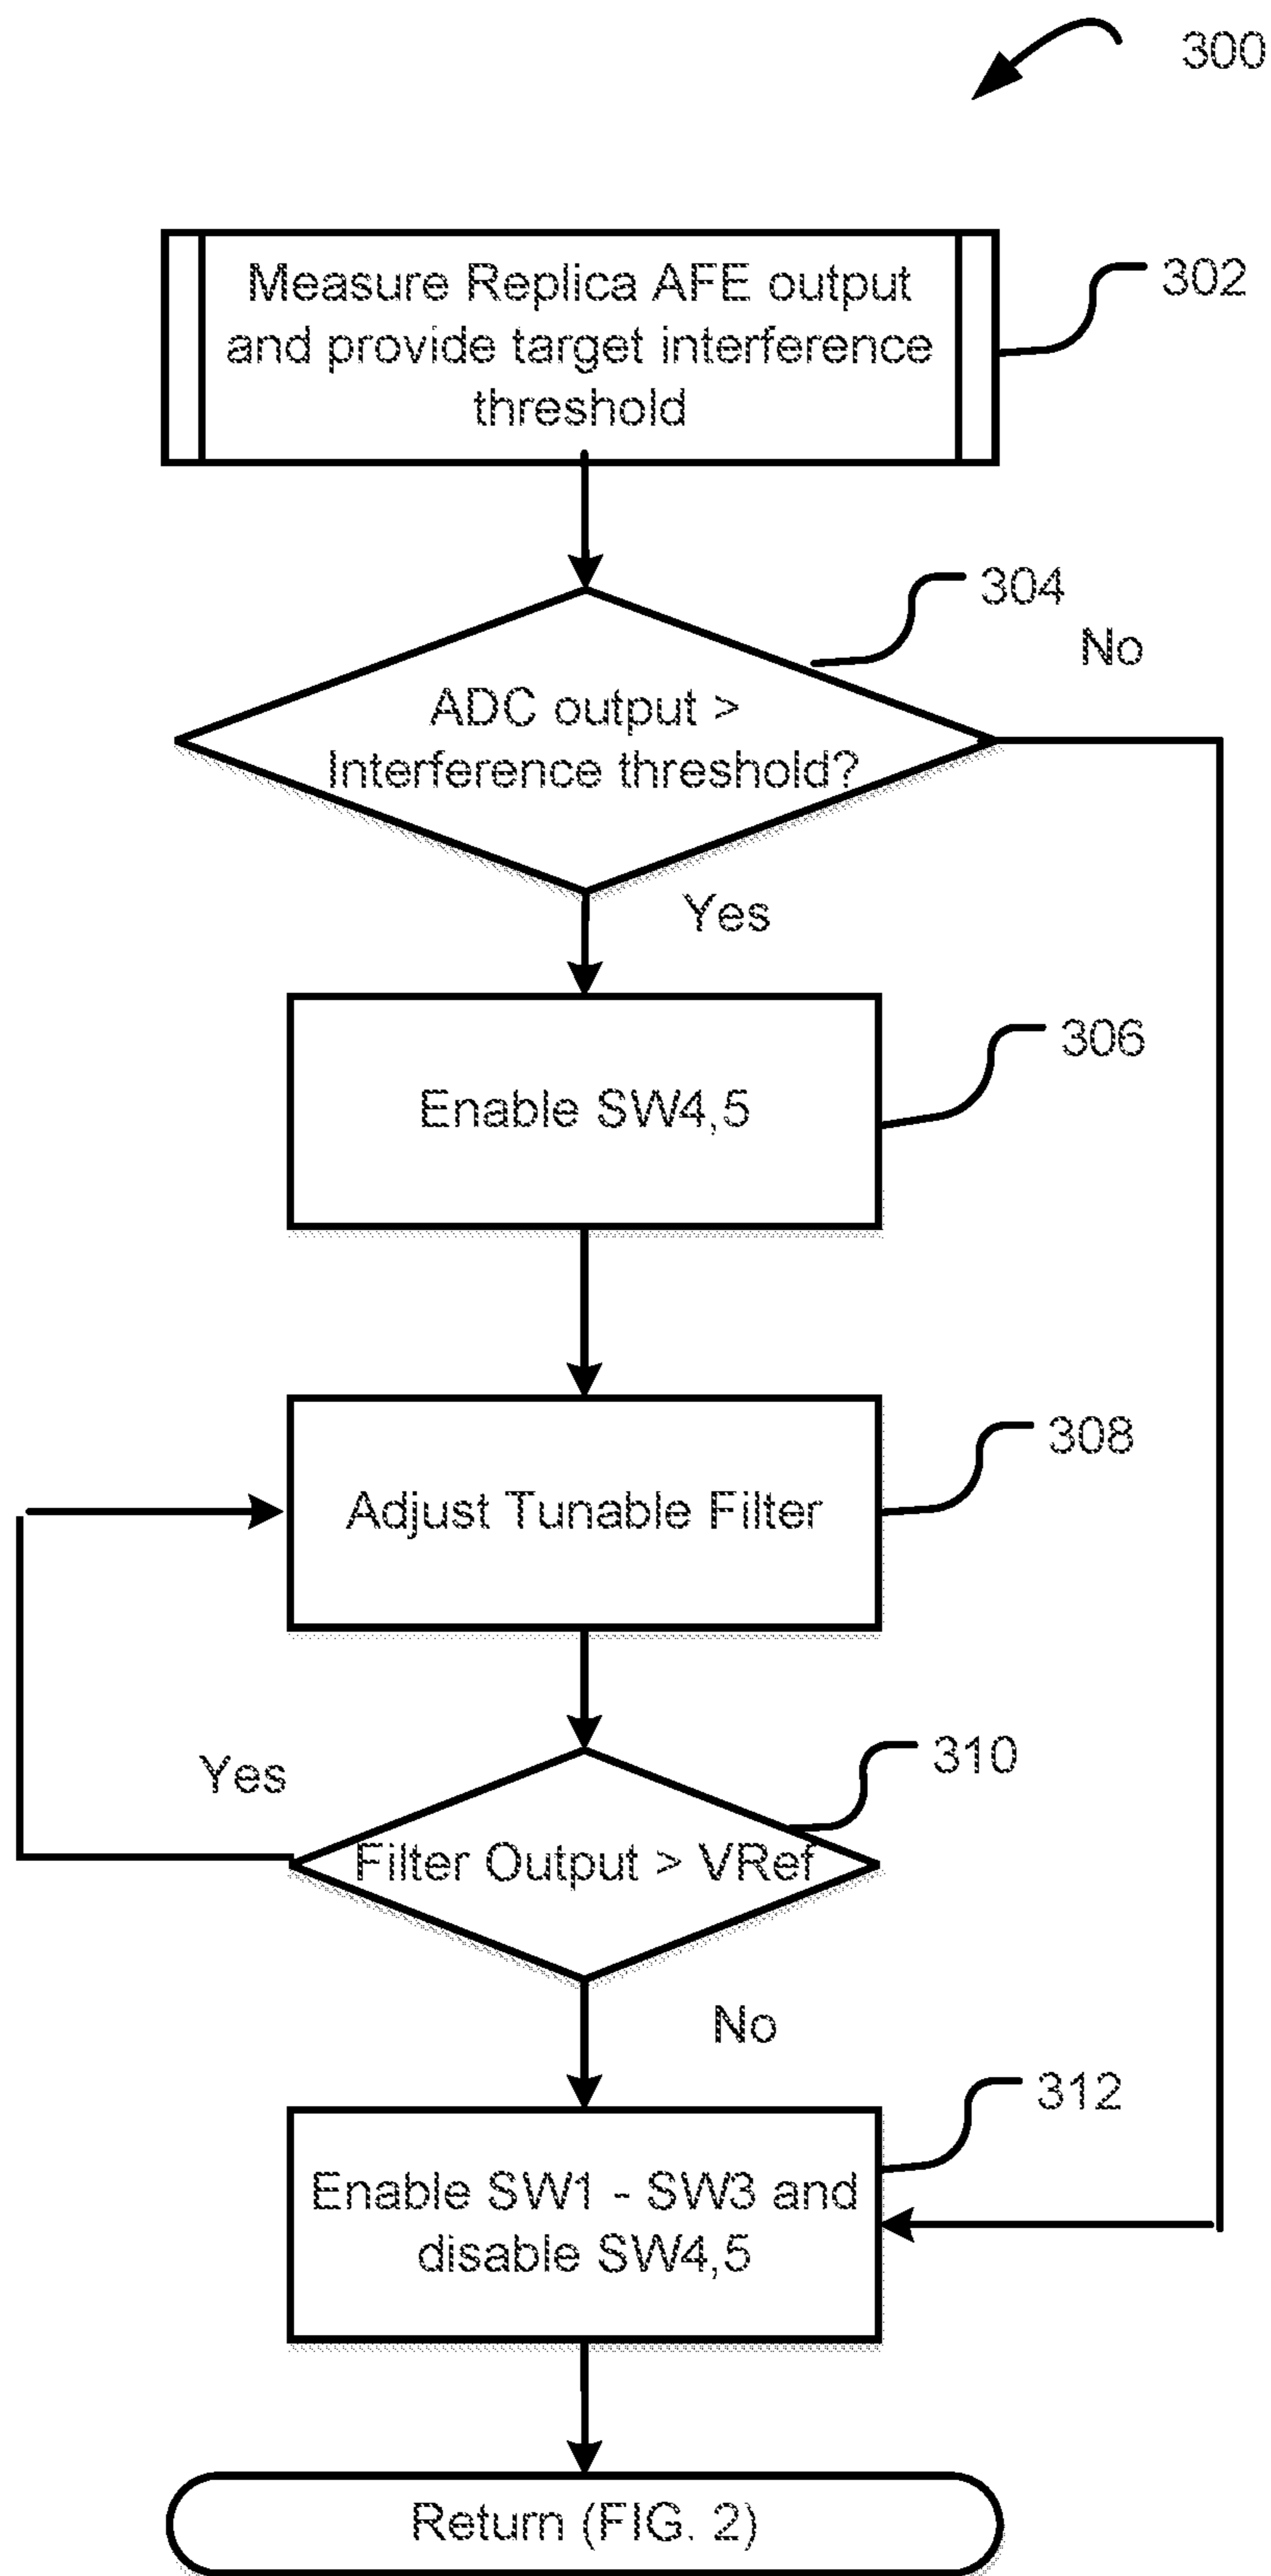 300
Measure Replica AFE output
and provide target interference
threshold
302
304
No
ADC output >
Interference threshold?
Yes
306
Enable SW4,5
308
Adjust Tunable Filter
310
Yes
Filter Output > VRef
No
312
Enable SW1 - SW3 and
disable SW4,5
Return (FIG. 2)